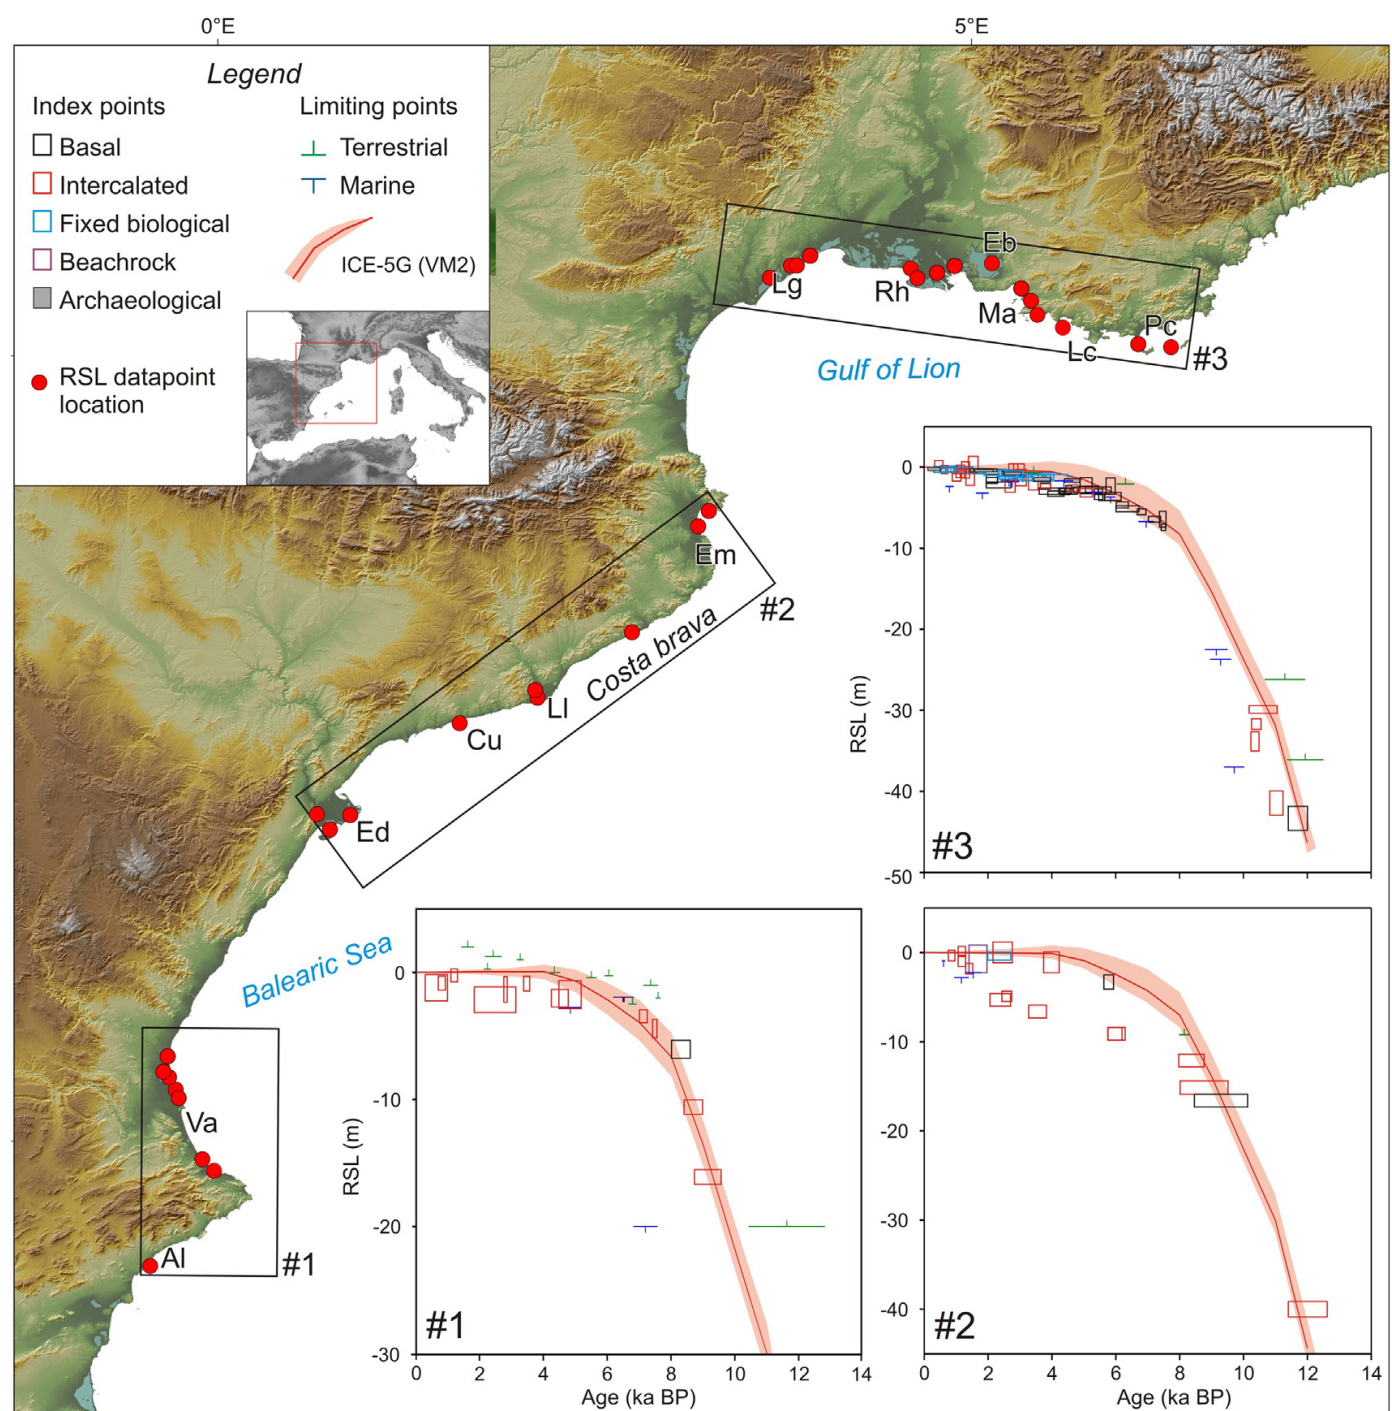 0°E
5°E
Legend
Index points
Limiting points
Basal
Terrestrial
Intercalated
Marine
Fixed biological
Beachrock
ICE-5G (VM2)
Archaeological
RSL datapoint
location
Eb
Lg
Rh
Ma
Pc
Lc
#3
Gulf of Lion
Em
#2
Costa brava
Ll
Cu
Ed
Balearic Sea
Va
Al
#1
0
-10
-20
-30
-40
-50
RSL (m)
#3
0
-10
-20
-30
RSL (m)
#1
0
2
4
6
8
10
12
14
Age (ka BP)
0
-10
-20
-30
-40
#2
0
2
4
6
8
10
12
14
Age (ka BP)